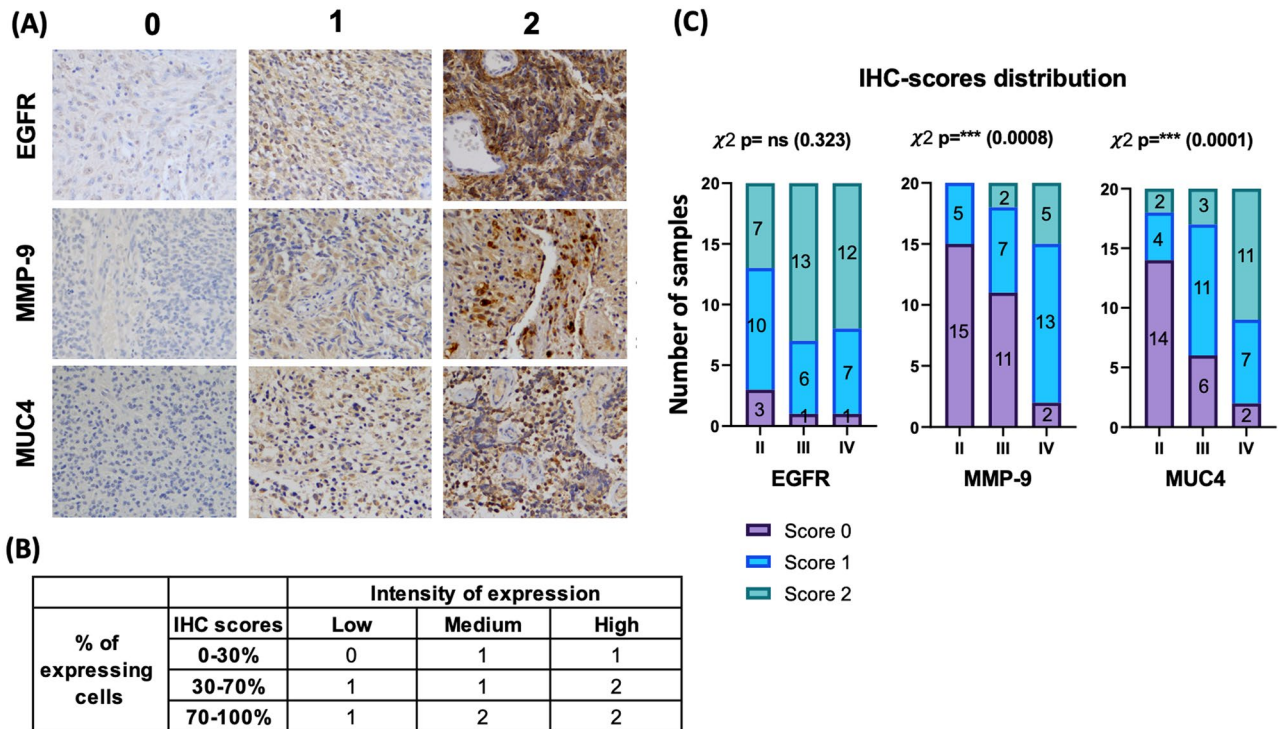 (A)
0 1 2
EGFR
MMP-9
MUC4
(B)
Intensity of expression
IHC scores Low Medium High
% of expressing cells
0-30% 0 1 1
30-70% 1 1 2
70-100% 1 2 2
(C)
IHC-scores distribution
χ2 p= ns (0.323) χ2 p=*** (0.0008) χ2 p=*** (0.0001)
Number of samples
20
15
10
5
0
7 13 12
10 6 7
3 1 1
II III IV
EGFR
20
15
10
5
0
2 5
5 7 13
15 11 2
II III IV
MMP-9
20
15
10
5
0
2 3 11
4 11 7
14 6 2
II III IV
MUC4
Score 0
Score 1
Score 2